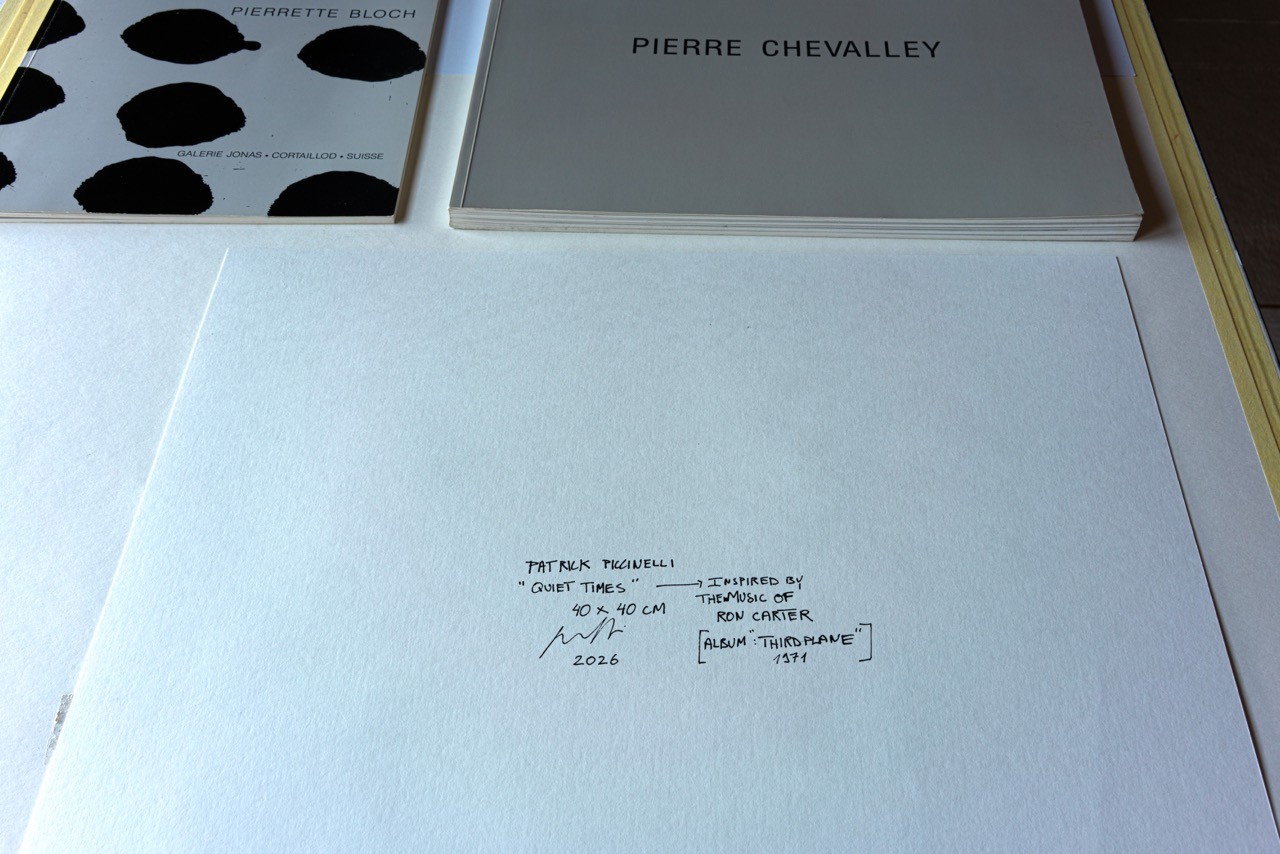 PIERRETTE BLOCH
GALERIE JONAS • CORTAILLOD • SUISSE
PIERRE CHEVALLEY
PATRICK PICCINELLI
"QUIET TIMES" → INSPIRED BY
THE MUSIC OF
RON CARTER
40 x 40 CM
[ALBUM ": THIRD PLANE"
1971]
2026